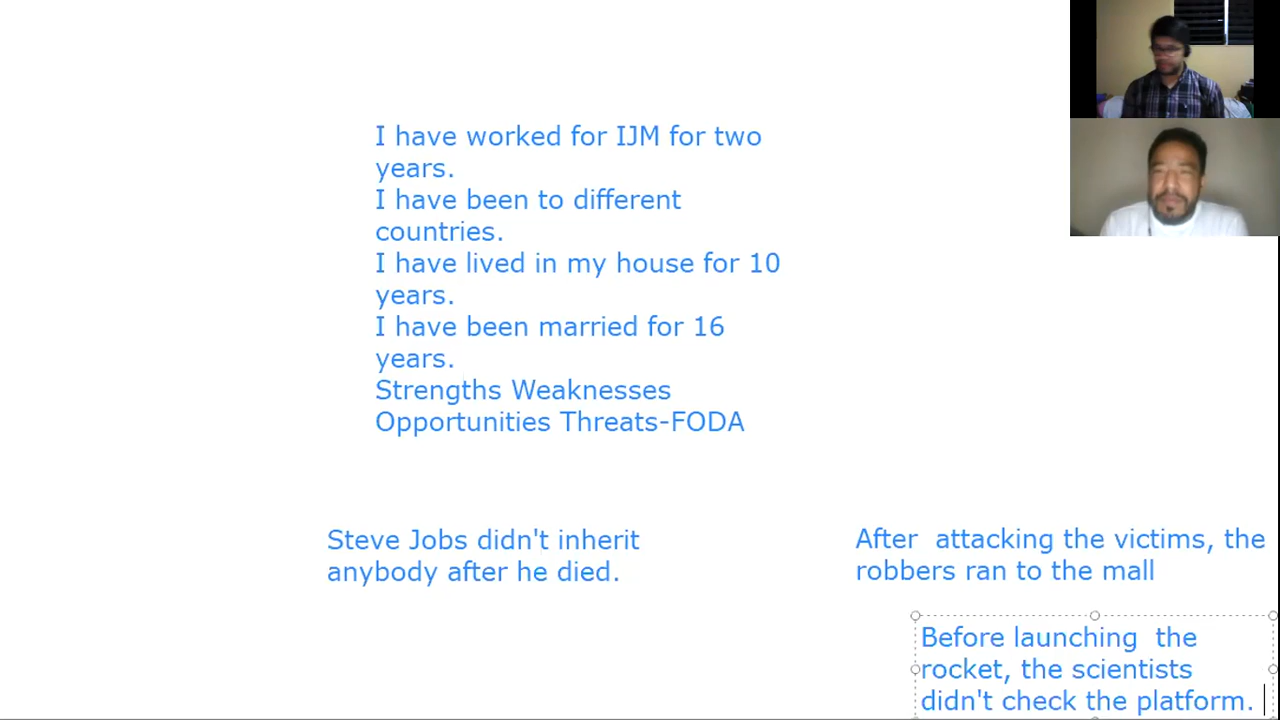 I have worked for IJM for two
years.
I have been to different
countries.
I have lived in my house for 10
years.
I have been married for 16
years.
Strengths Weaknesses
Opportunities Threats-FODA
Steve Jobs didn't inherit
anybody after he died.
After attacking the victims, the
robbers ran to the mall
Before launching the
rocket, the scientists
didn't check the platform.